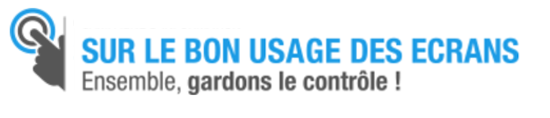 SUR LE BON USAGE DES ECRANS
Ensemble, gardons le contrôle !